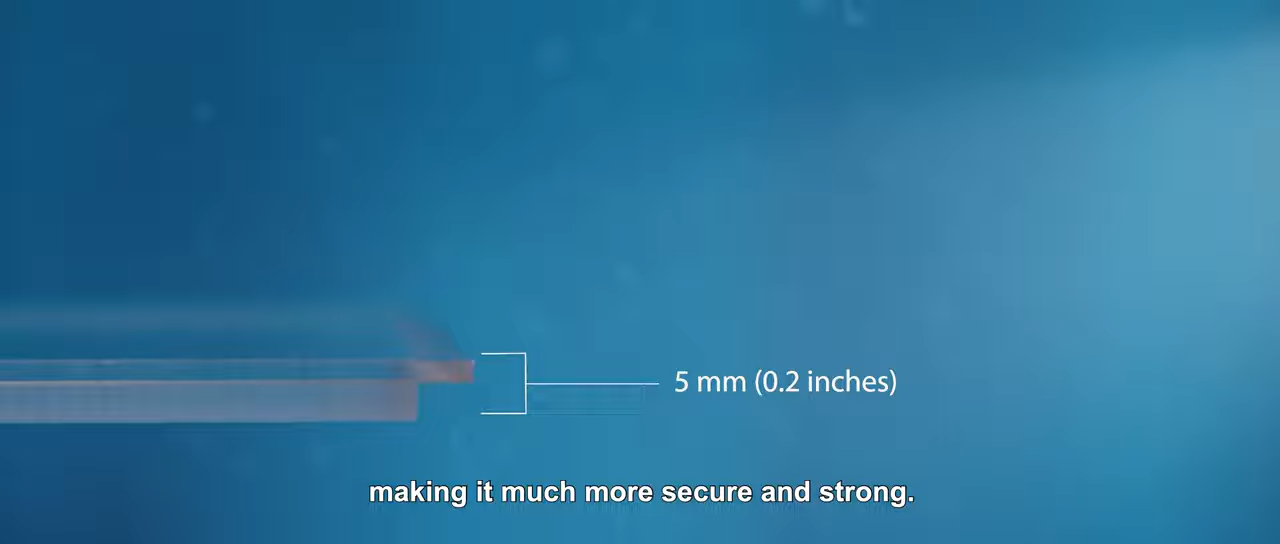 5 mm (0.2 inches)
making it much more secure and strong.